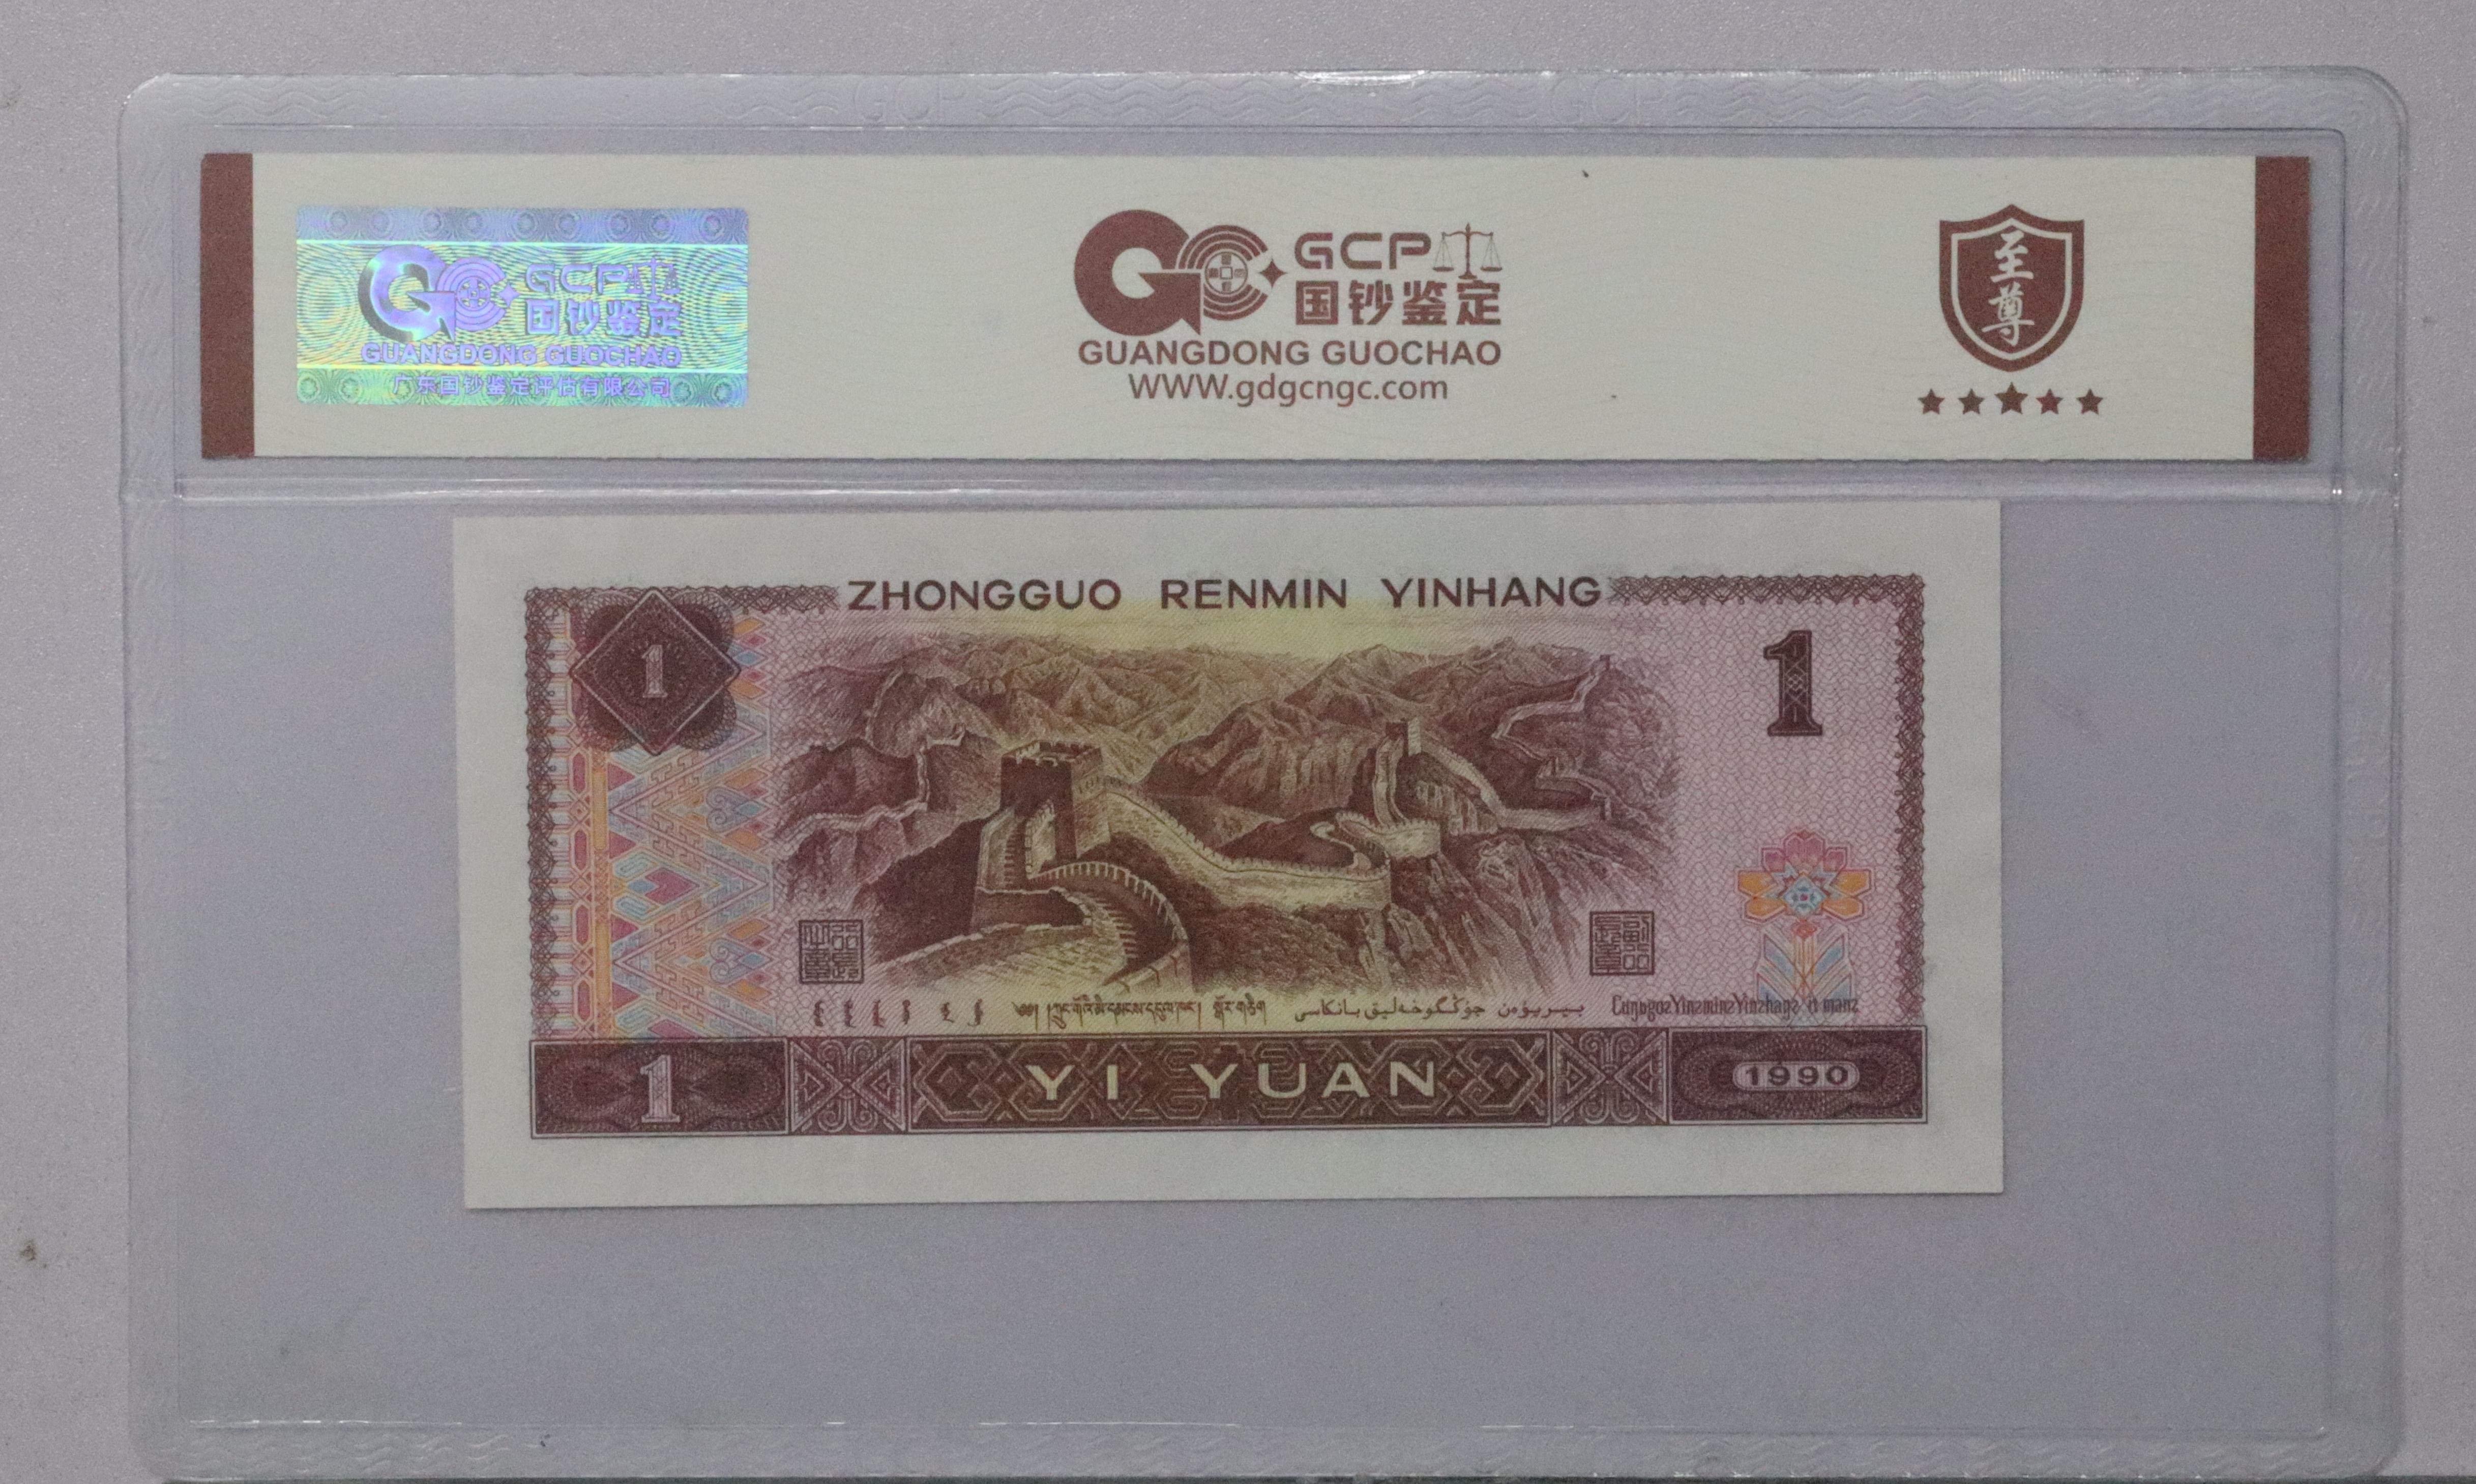 GCP
国钞鉴定
GUANGDONG GUOCHAO
广东国钞鉴定评估有限公司
GCP
国钞鉴定
GUANGDONG GUOCHAO
WWW.gdgcngc.com
至尊
ZHONGGUO RENMIN YINHANG
1
1
1
YI YUAN
1990